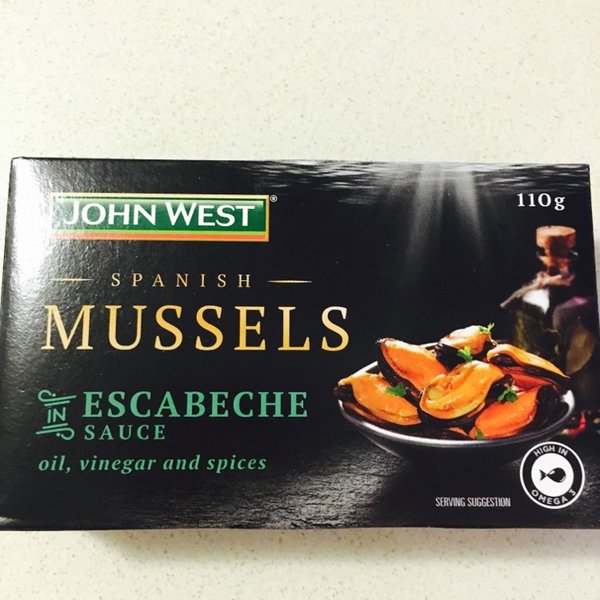 JOHN WEST®
110g
SPANISH
MUSSELS
IN ESCABECHE
SAUCE
oil, vinegar and spices
SERVING SUGGESTION
HIGH IN
OMEGA 3